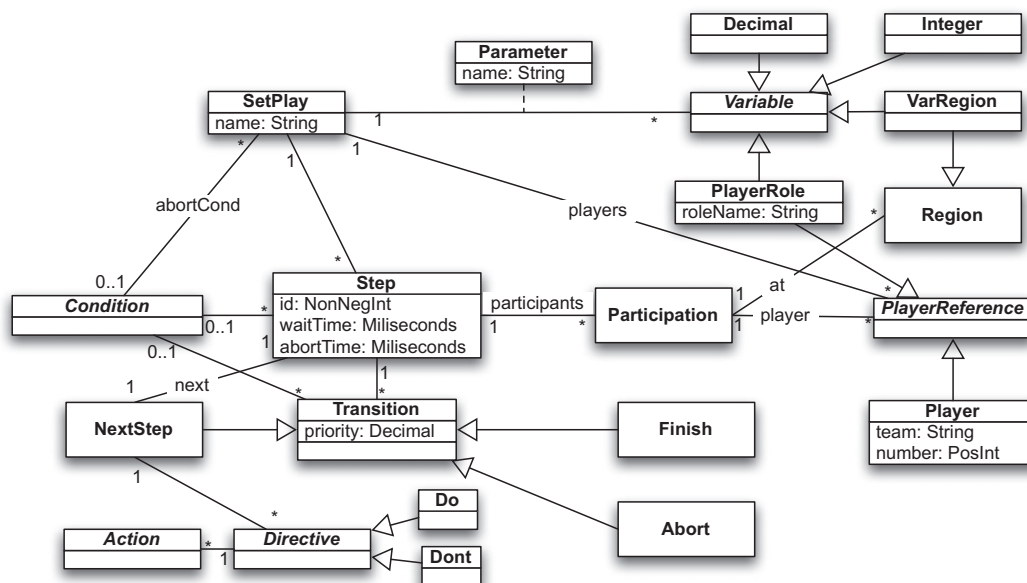 Decimal
Integer
Parameter
name: String
SetPlay
name: String
1
*
Variable
VarRegion
*
1
1
PlayerRole
roleName: String
Region
abortCond
players
*
at
0..1
*
Step
id: NonNegInt
waitTime: Miliseconds
abortTime: Miliseconds
participants
1
*
Participation
1
player
1
*
*
PlayerReference
Condition
*
0..1
1
0..1
next
1
1
*
*
Transition
priority: Decimal
NextStep
Finish
Player
team: String
number: PosInt
1
*
Do
Abort
Action
*
1
Directive
Dont